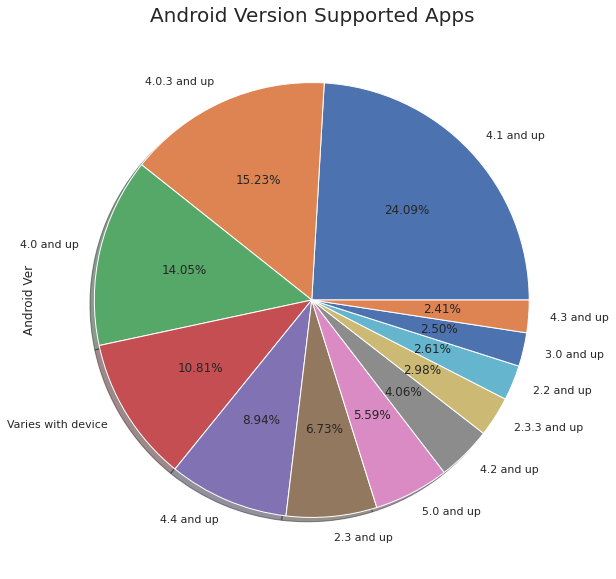 Android Version Supported Apps
4.1 and up
24.09%
4.0.3 and up
15.23%
4.0 and up
14.05%
Varies with device
10.81%
4.4 and up
8.94%
2.3 and up
6.73%
5.0 and up
5.59%
4.2 and up
4.06%
2.3.3 and up
2.98%
2.2 and up
2.61%
3.0 and up
2.50%
4.3 and up
2.41%
Android Ver